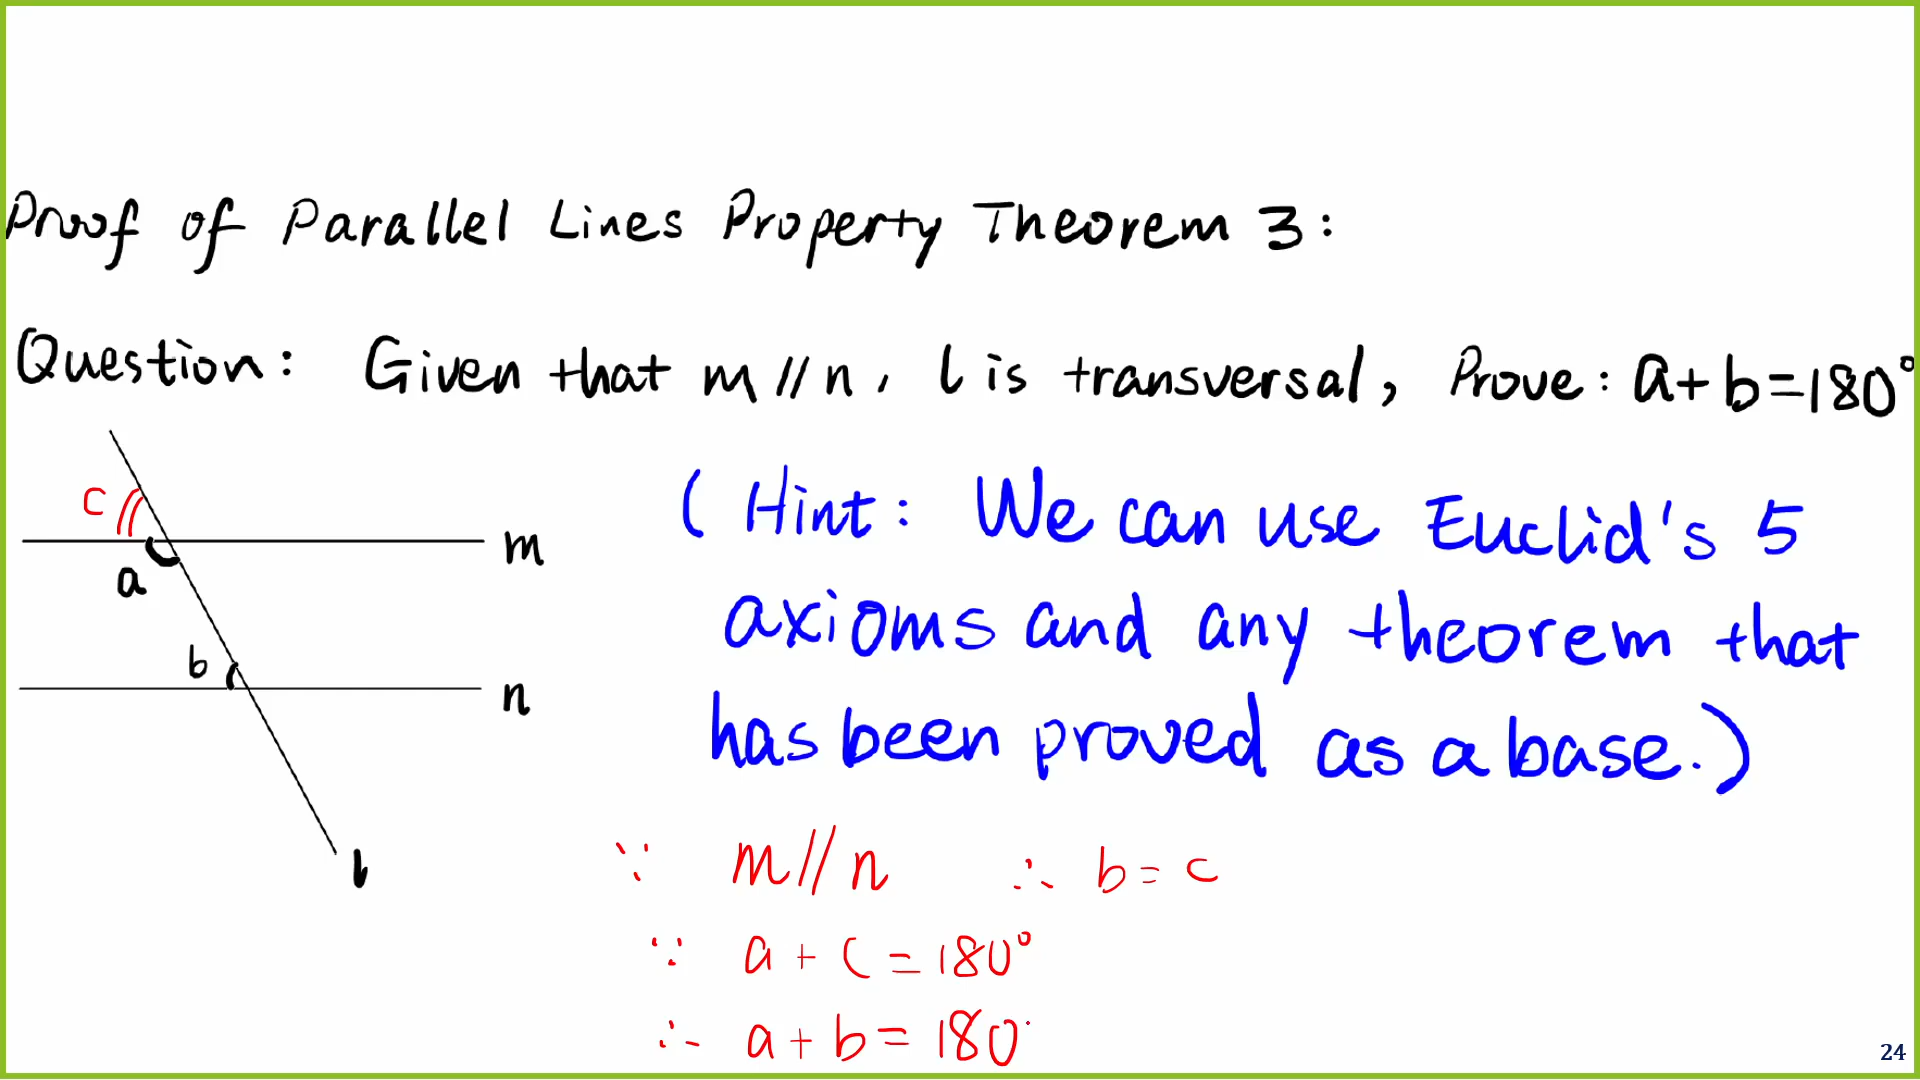 Proof of Parallel Lines Property Theorem 3:
Question: Given that m // n, l is transversal, Prove: a+b=180°
c
m
a
b
n
l
(Hint: We can use Euclid's 5
axioms and any theorem that
has been proved as a base.)
∵ m // n ∴ b = c
∵ a + c = 180°
∴ a + b = 180°
24